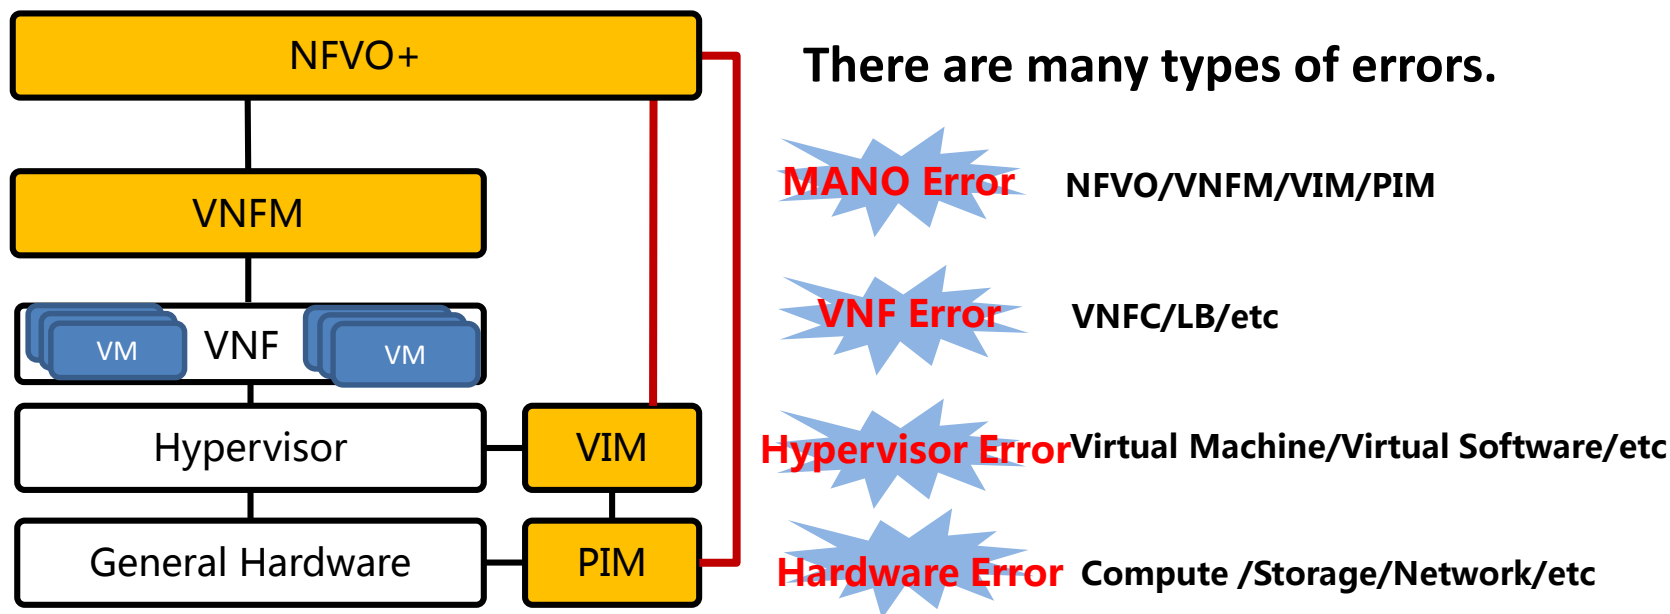 NFVO+
There are many types of errors.
MANO Error
NFVO/VNFM/VIM/PIM
VNFM
VNF Error
VNFC/LB/etc
VM
VNF
VM
Hypervisor
VIM
Hypervisor Error
Virtual Machine/Virtual Software/etc
General Hardware
PIM
Hardware Error
Compute /Storage/Network/etc